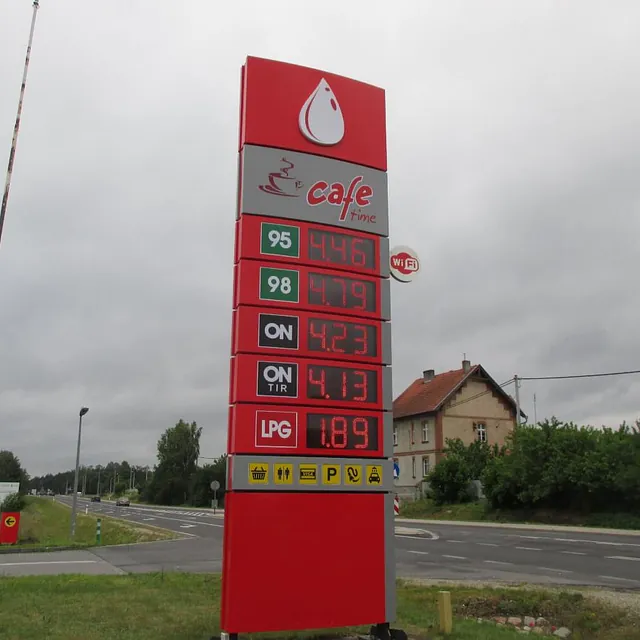 cafe
time
95 4.46
98 4.79
ON 4.23
ON
TIR 4.13
LPG 1.89
WiFi
P